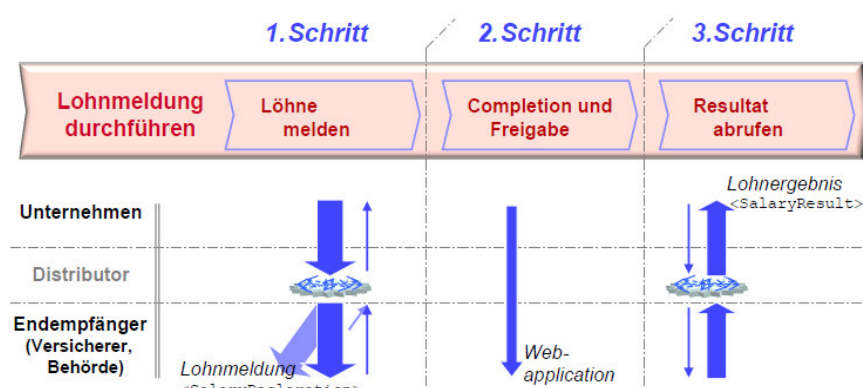 1.Schritt
2.Schritt
3.Schritt
Lohnmeldung
durchführen
Löhne
melden
Completion und
Freigabe
Resultat
abrufen
Lohnergebnis
<SalaryResult>
Unternehmen
Distributor
Endempfänger
(Versicherer,
Behörde)
Lohnmeldung
<SalaryDeclaration>
Web-
application